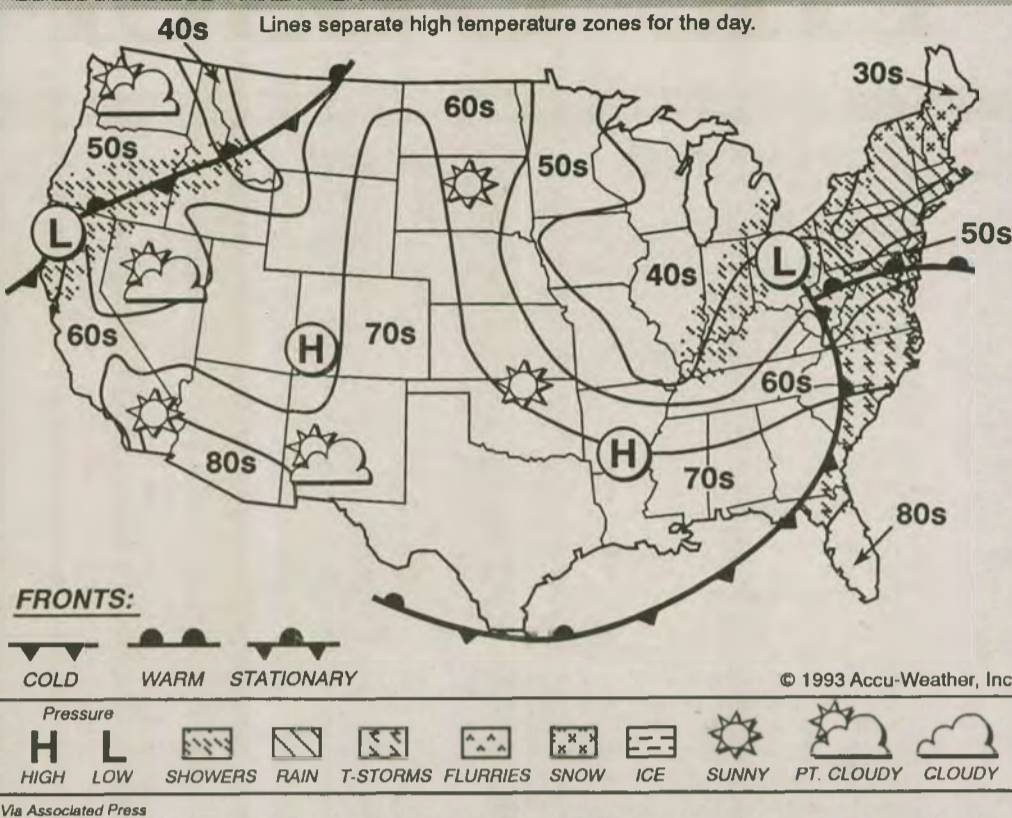 Lines separate high temperature zones for the day.
40s
30s
60s
50s
50s
50s
L
L
40s
60s
70s
H
60s
H
80s
70s
80s
FRONTS:
COLD WARM STATIONARY
© 1993 Accu-Weather, Inc
Pressure
H L
HIGH LOW SHOWERS RAIN T-STORMS FLURRIES SNOW ICE SUNNY PT. CLOUDY CLOUDY
Via Associated Press